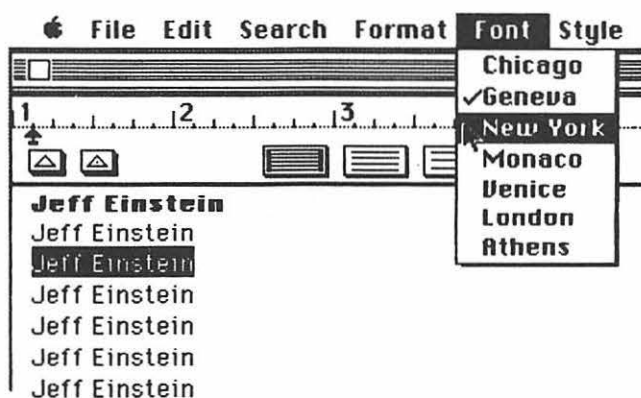 File Edit Search Format Font Style
Chicago
✓Geneva
1 2 3
New York
Monaco
Venice
London
Athens
Jeff Einstein
Jeff Einstein
Jeff Einstein
Jeff Einstein
Jeff Einstein
Jeff Einstein
Jeff Einstein